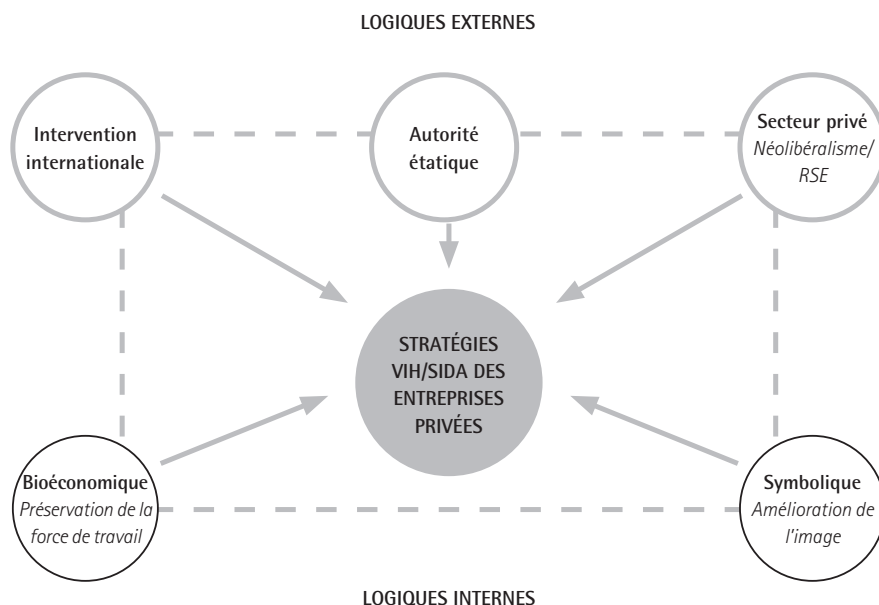 LOGIQUES EXTERNES
Intervention
internationale
Autorité
étatique
Secteur privé
Néolibéralisme/
RSE
STRATÉGIES
VIH/SIDA DES
ENTREPRISES
PRIVÉES
Bioéconomique
Préservation de la
force de travail
Symbolique
Amélioration de
l'image
LOGIQUES INTERNES